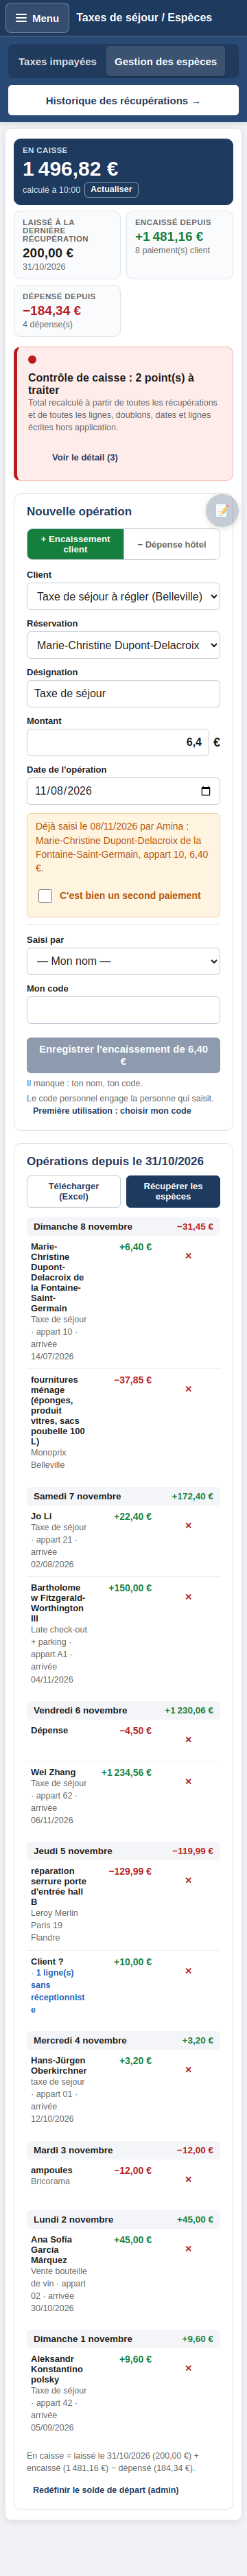 Menu
Taxes de séjour / Espèces
Taxes impayées
Gestion des espèces
Historique des récupérations →
EN CAISSE
1 496,82 €
calculé à 10:00
Actualiser
LAISSÉ À LA
DERNIÈRE
RÉCUPÉRATION
200,00 €
31/10/2026
ENCAISSÉ DEPUIS
+1 481,16 €
8 paiement(s) client
DÉPENSÉ DEPUIS
−184,34 €
4 dépense(s)
Contrôle de caisse : 2 point(s) à
traiter
Total recalculé à partir de toutes les récupérations
et de toutes les lignes, doublons, dates et lignes
écrites hors application.
Voir le détail (3)
Nouvelle opération
+ Encaissement
client
− Dépense hôtel
Client
Taxe de séjour à régler (Belleville)
Réservation
Marie-Christine Dupont-Delacroix
Désignation
Taxe de séjour
Montant
6,4
€
Date de l'opération
11/08/2026
Déjà saisi le 08/11/2026 par Amina :
Marie-Christine Dupont-Delacroix de la
Fontaine-Saint-Germain, appart 10, 6,40
€.
C'est bien un second paiement
Saisi par
— Mon nom —
Mon code
Enregistrer l'encaissement de 6,40
€
Il manque : ton nom, ton code.
Le code personnel engage la personne qui saisit.
Première utilisation : choisir mon code
Opérations depuis le 31/10/2026
Télécharger
(Excel)
Récupérer les
espèces
Dimanche 8 novembre
−31,45 €
Marie-
Christine
Dupont-
Delacroix de
la Fontaine-
Saint-
Germain
+6,40 €
×
Taxe de séjour
· appart 10 ·
arrivée
14/07/2026
fournitures
ménage
(éponges,
produit
vitres, sacs
poubelle 100
L)
−37,85 €
×
Monoprix
Belleville
Samedi 7 novembre
+172,40 €
Jo Li
+22,40 €
×
Taxe de séjour
· appart 21 ·
arrivée
02/08/2026
Bartholome
w Fitzgerald-
Worthington
III
+150,00 €
×
Late check-out
+ parking ·
appart A1 ·
arrivée
04/11/2026
Vendredi 6 novembre
+1 230,06 €
Dépense
−4,50 €
×
Wei Zhang
+1 234,56 €
×
Taxe de séjour
· appart 62 ·
arrivée
06/11/2026
Jeudi 5 novembre
−119,99 €
réparation
serrure porte
d'entrée hall
B
−129,99 €
×
Leroy Merlin
Paris 19
Flandre
Client ?
+10,00 €
×
· 1 ligne(s)
sans
réceptionnist
e
Mercredi 4 novembre
+3,20 €
Hans-Jürgen
Oberkirchner
+3,20 €
×
taxe de sejour
· appart 01 ·
arrivée
12/10/2026
Mardi 3 novembre
−12,00 €
ampoules
−12,00 €
×
Bricorama
Lundi 2 novembre
+45,00 €
Ana Sofía
García
Márquez
+45,00 €
×
Vente bouteille
de vin · appart
02 · arrivée
30/10/2026
Dimanche 1 novembre
+9,60 €
Aleksandr
Konstantino
polsky
+9,60 €
×
Taxe de séjour
· appart 42 ·
arrivée
05/09/2026
En caisse = laissé le 31/10/2026 (200,00 €) +
encaissé (1 481,16 €) − dépensé (184,34 €).
Redéfinir le solde de départ (admin)